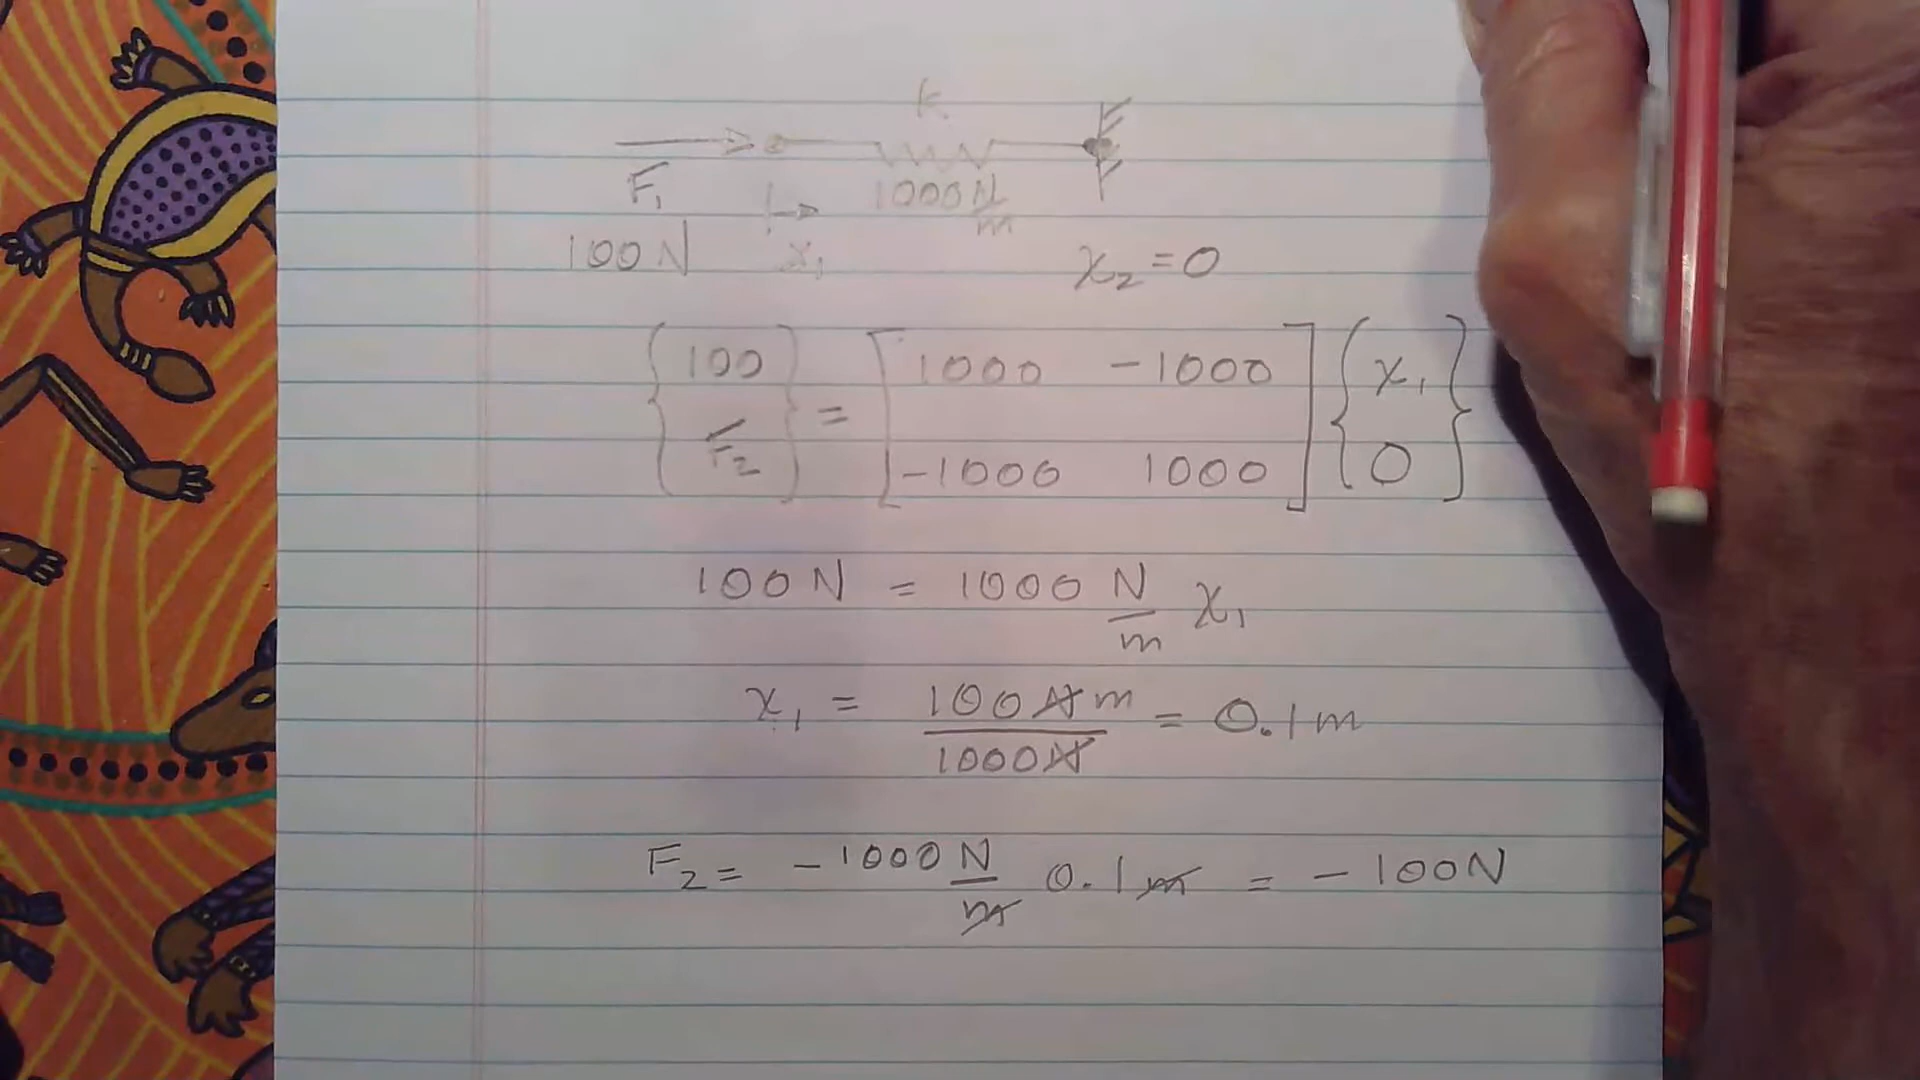 k
F₁ 1000 N/m
100 N x₁ x₂ = 0
{100 F₂} = [1000 -1000 -1000 1000] {x₁ 0}
100 N = 1000 N/m x₁
x₁ = 100 N m / 1000 N = 0.1 m
F₂ = -1000 N/m 0.1 m = -100 N